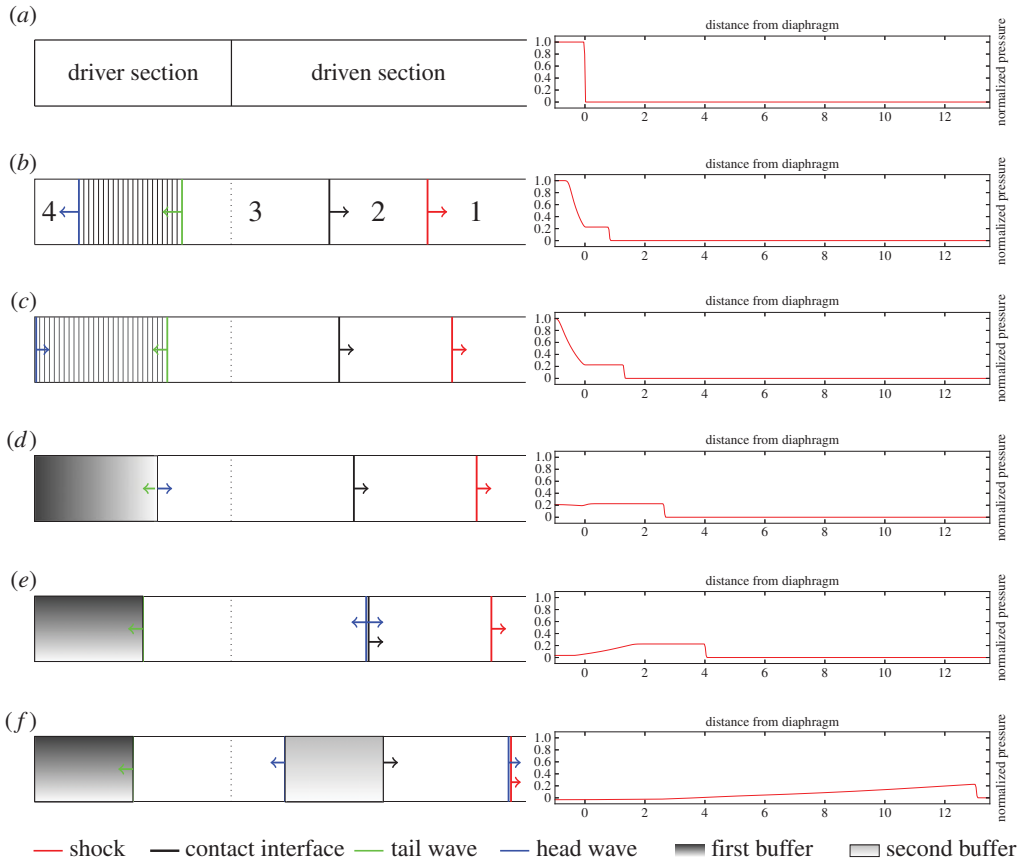 (a)
driver section driven section
distance from diaphragm
1.0
0.8
0.6
0.4
0.2
0
0 2 4 6 8 10 12
normalized pressure
(b)
4 3 2 1
distance from diaphragm
1.0
0.8
0.6
0.4
0.2
0
0 2 4 6 8 10 12
normalized pressure
(c)
distance from diaphragm
1.0
0.8
0.6
0.4
0.2
0
0 2 4 6 8 10 12
normalized pressure
(d)
distance from diaphragm
1.0
0.8
0.6
0.4
0.2
0
0 2 4 6 8 10 12
normalized pressure
(e)
distance from diaphragm
1.0
0.8
0.6
0.4
0.2
0
0 2 4 6 8 10 12
normalized pressure
(f)
distance from diaphragm
1.0
0.8
0.6
0.4
0.2
0
0 2 4 6 8 10 12
normalized pressure
shock contact interface tail wave head wave first buffer second buffer